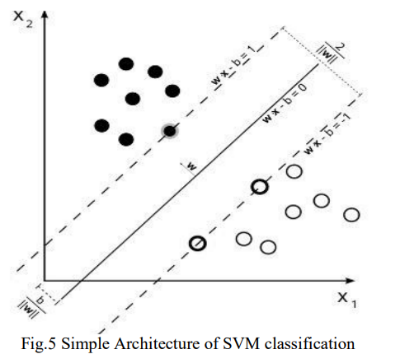 X₂
w x - b = 1
2
||w||
w x - b = 0
w x - b = -1
w
b
||w||
X₁
Fig.5 Simple Architecture of SVM classification